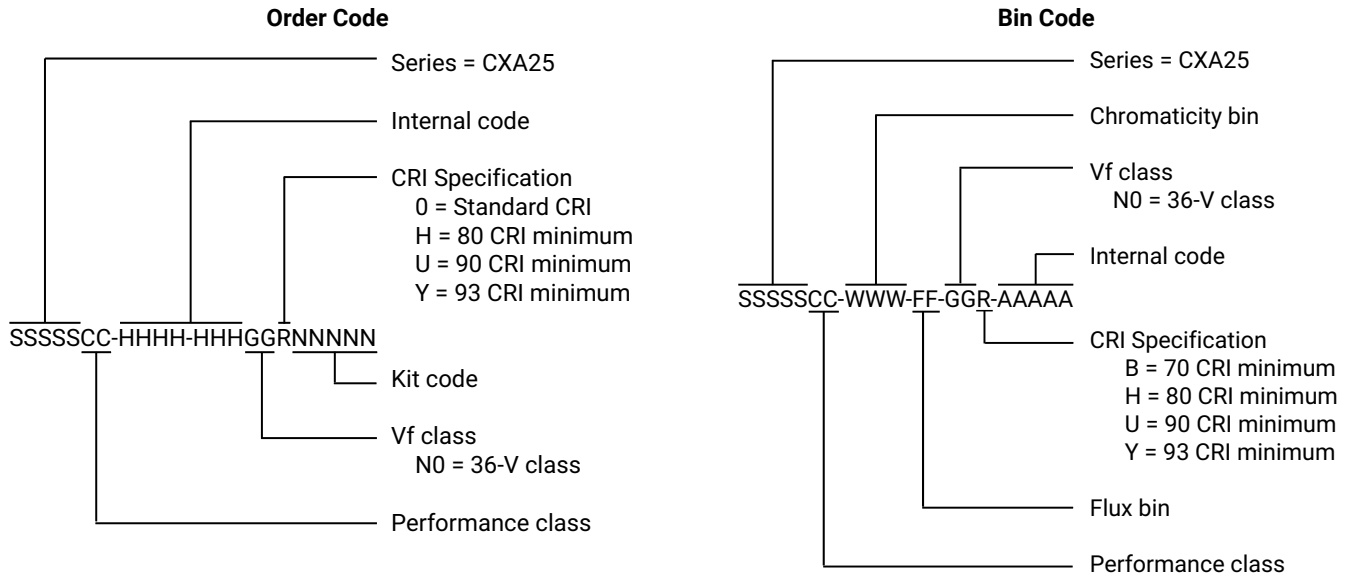 Order Code
Series = CXA25
Internal code
CRI Specification
0 = Standard CRI
H = 80 CRI minimum
U = 90 CRI minimum
Y = 93 CRI minimum
SSSSSCC-HHHH-HHHGGRNNNNN
Kit code
Vf class
N0 = 36-V class
Performance class
Bin Code
Series = CXA25
Chromaticity bin
Vf class
N0 = 36-V class
Internal code
SSSSSCC-WWW-FF-GGR-AAAAA
CRI Specification
B = 70 CRI minimum
H = 80 CRI minimum
U = 90 CRI minimum
Y = 93 CRI minimum
Flux bin
Performance class